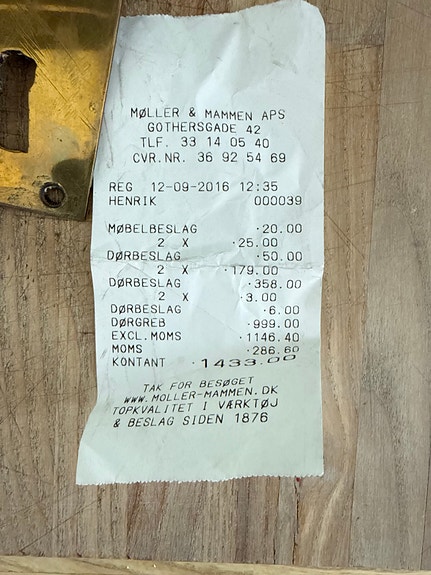 MØLLER & MAMMEN APS
GOTHERSGADE 42
TLF. 33 14 05 40
CVR.NR. 36 92 54 69
REG 12-09-2016 12:35
HENRIK 000039
MØBELBESLAG ·20.00
2 X ·25.00
DØRBESLAG ·50.00
2 X ·179.00
DØRBESLAG ·358.00
2 X ·3.00
DØRBESLAG ·6.00
DØRGREB ·999.00
EXCL.MOMS ·1146.40
MOMS ·286.60
KONTANT ·1433.00
TAK FOR BESØGET
WWW.MOLLER-MAMMEN.DK
TOPKVALITET I VÆRKTØJ
& BESLAG SIDEN 1876